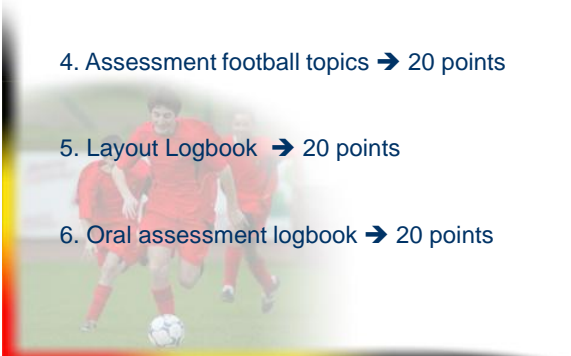 4. Assessment football topics ➔ 20 points
5. Layout Logbook ➔ 20 points
6. Oral assessment logbook ➔ 20 points